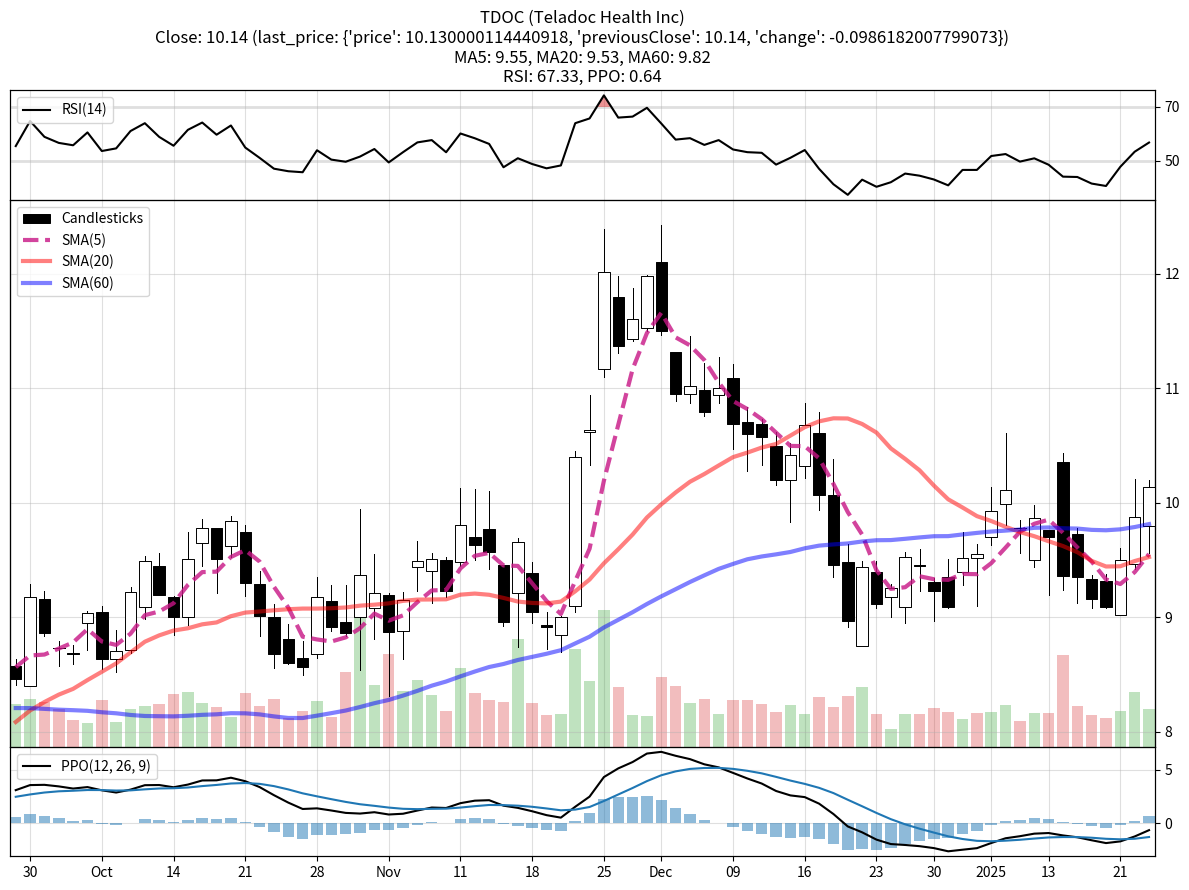 TDOC (Teladoc Health Inc)
Close: 10.14 (last_price: {'price': 10.130000114440918, 'previousClose': 10.14, 'change': -0.0986182007799073})
MA5: 9.55, MA20: 9.53, MA60: 9.82
RSI: 67.33, PPO: 0.64
RSI(14)
70
50
Candlesticks
SMA(5)
SMA(20)
SMA(60)
12
11
10
9
8
PPO(12, 26, 9)
5
0
30 Oct 14 21 28 Nov 11 18 25 Dec 09 16 23 30 2025 13 21